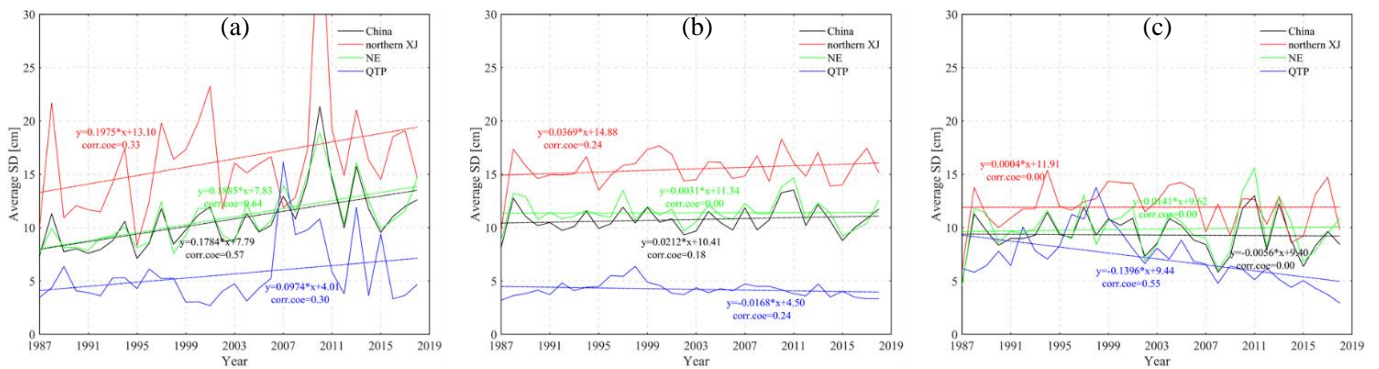 (a)
30
25
20
15
10
5
0
Average SD [cm]
China
northern XJ
NE
QTP
y=0.1975*x+13.10
corr.coe=0.33
y=0.1885*x+7.83
corr.coe=0.64
y=0.1784*x+7.79
corr.coe=0.57
y=0.0974*x+4.01
corr.coe=0.30
1987 1991 1995 1999 2003 2007 2011 2015 2019
Year
(b)
30
25
20
15
10
5
0
Average SD [cm]
China
northern XJ
NE
QTP
y=0.0369*x+14.88
corr.coe=0.24
y=0.0031*x+11.34
corr.coe=0.00
y=0.0212*x+10.41
corr.coe=0.18
y=-0.0168*x+4.50
corr.coe=0.24
1987 1991 1995 1999 2003 2007 2011 2015 2019
Year
(c)
30
25
20
15
10
5
0
Average SD [cm]
China
northern XJ
NE
QTP
y=0.0004*x+11.91
corr.coe=0.00
y=0.0141*x+9.62
corr.coe=0.00
y=-0.0056*x+9.40
corr.coe=0.00
y=-0.1396*x+9.44
corr.coe=0.55
1987 1991 1995 1999 2003 2007 2011 2015 2019
Year